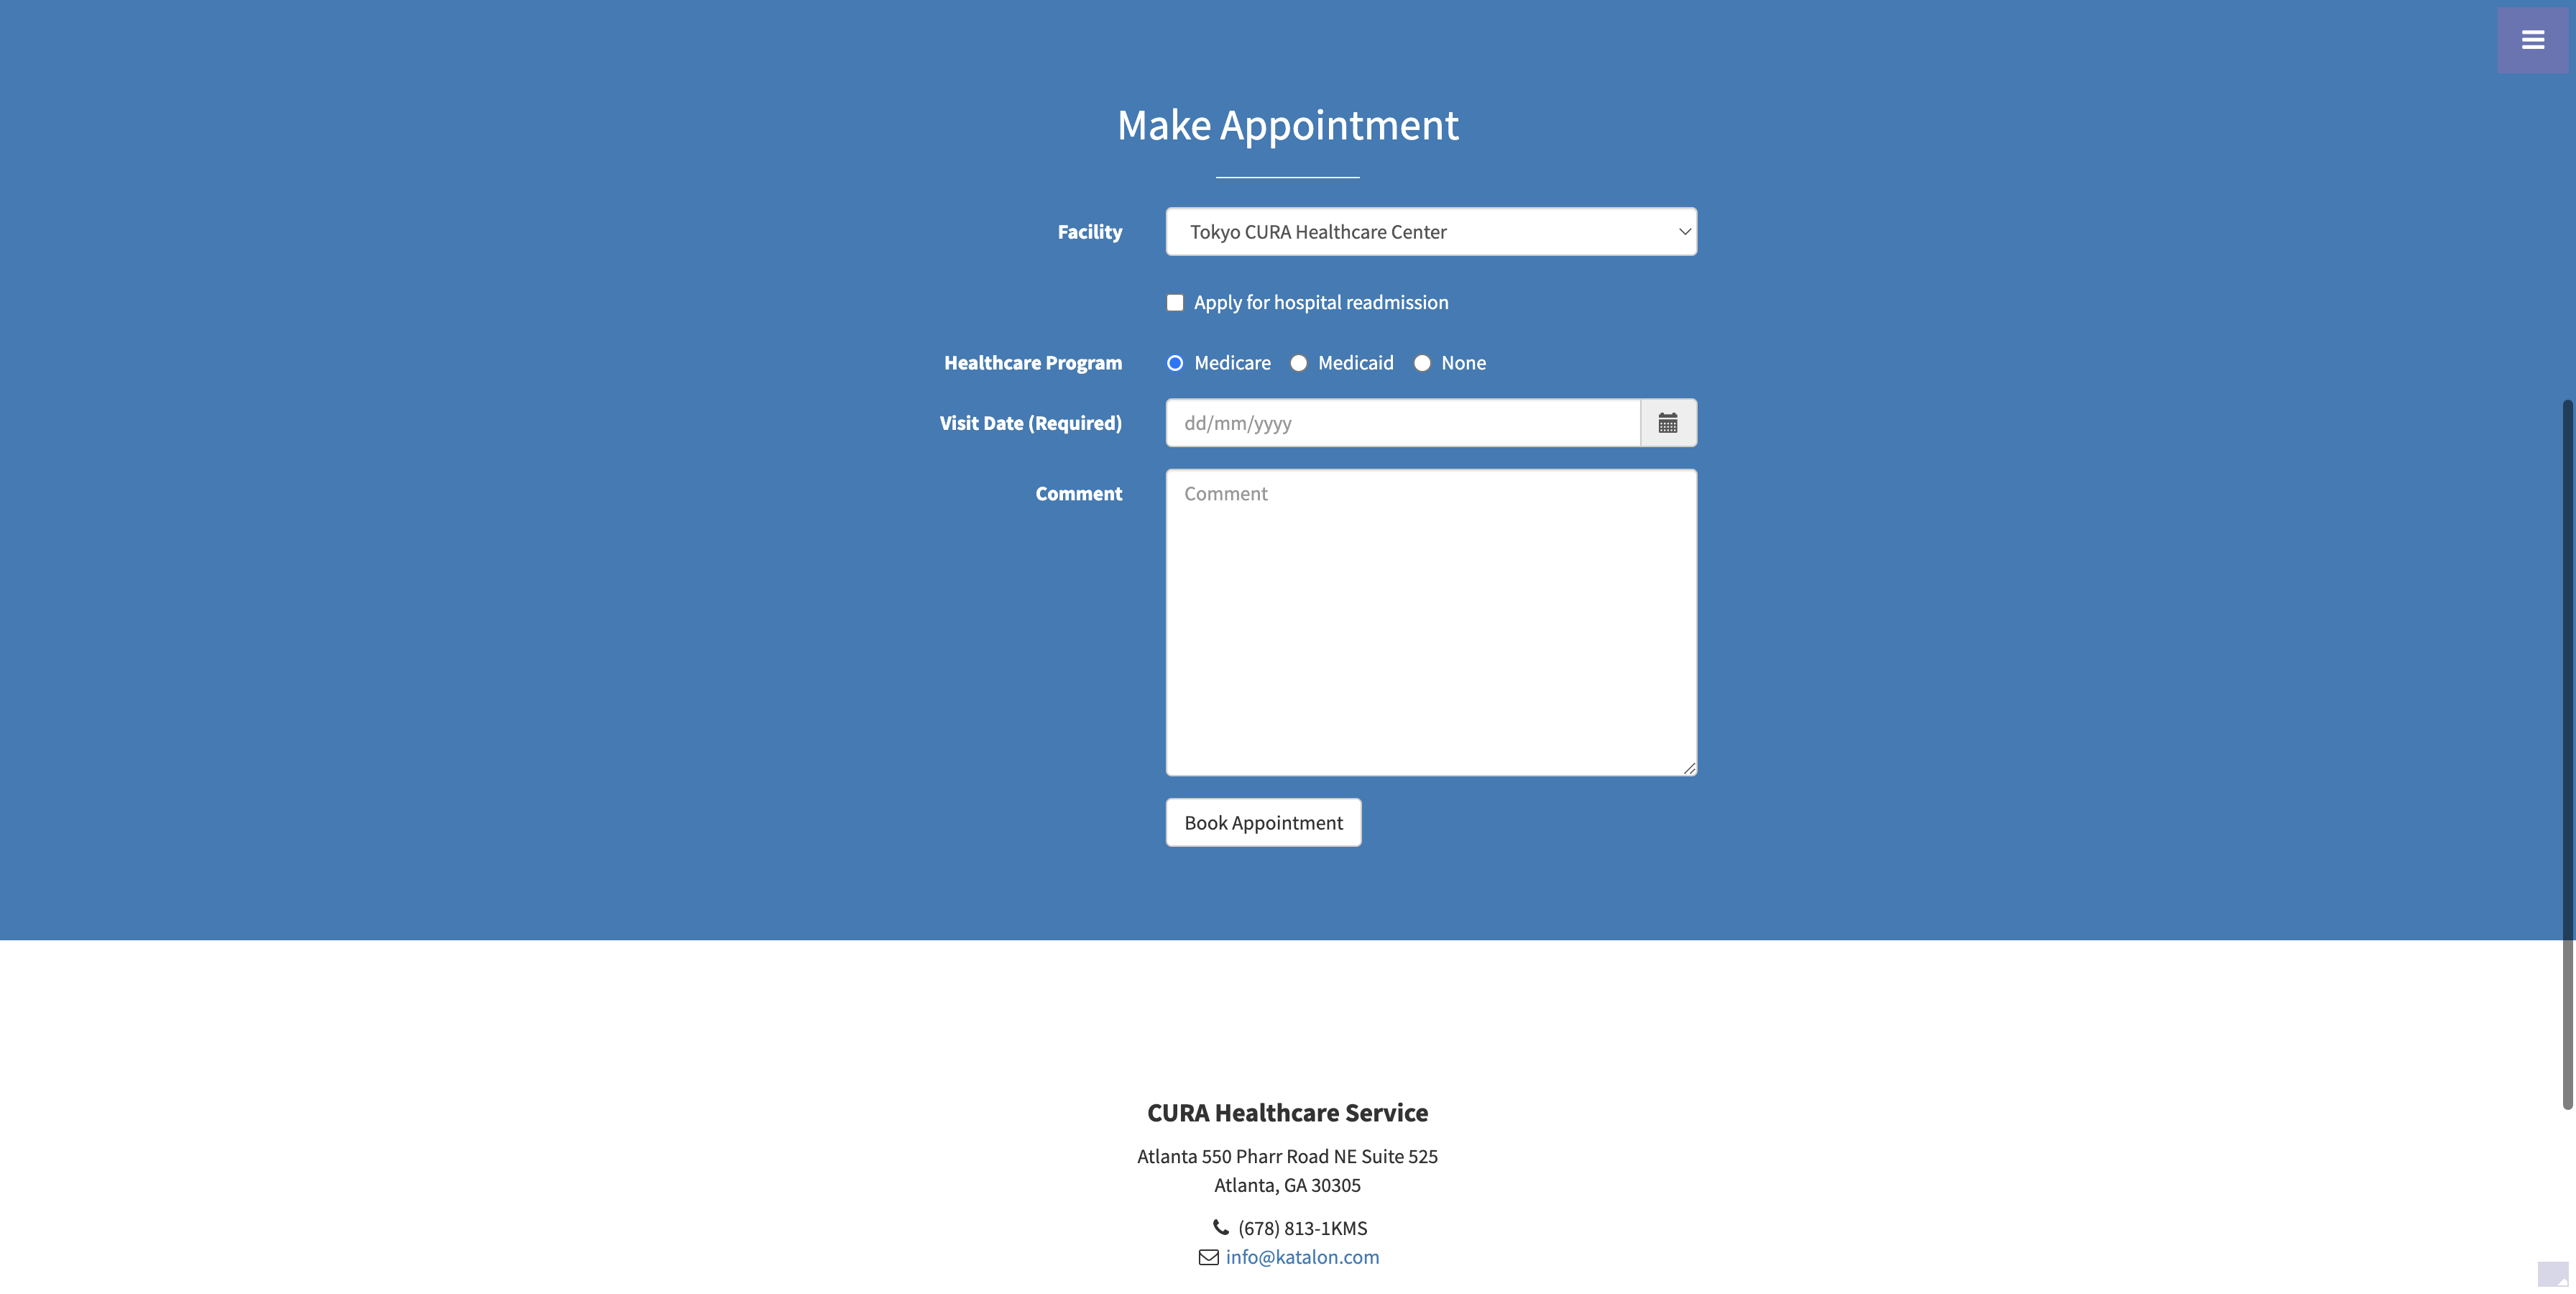 Make Appointment
Facility
Tokyo CURA Healthcare Center
Apply for hospital readmission
Healthcare Program
Medicare Medicaid None
Visit Date (Required)
dd/mm/yyyy
Comment
Comment
Book Appointment
CURA Healthcare Service
Atlanta 550 Pharr Road NE Suite 525
Atlanta, GA 30305
(678) 813-1KMS
info@katalon.com